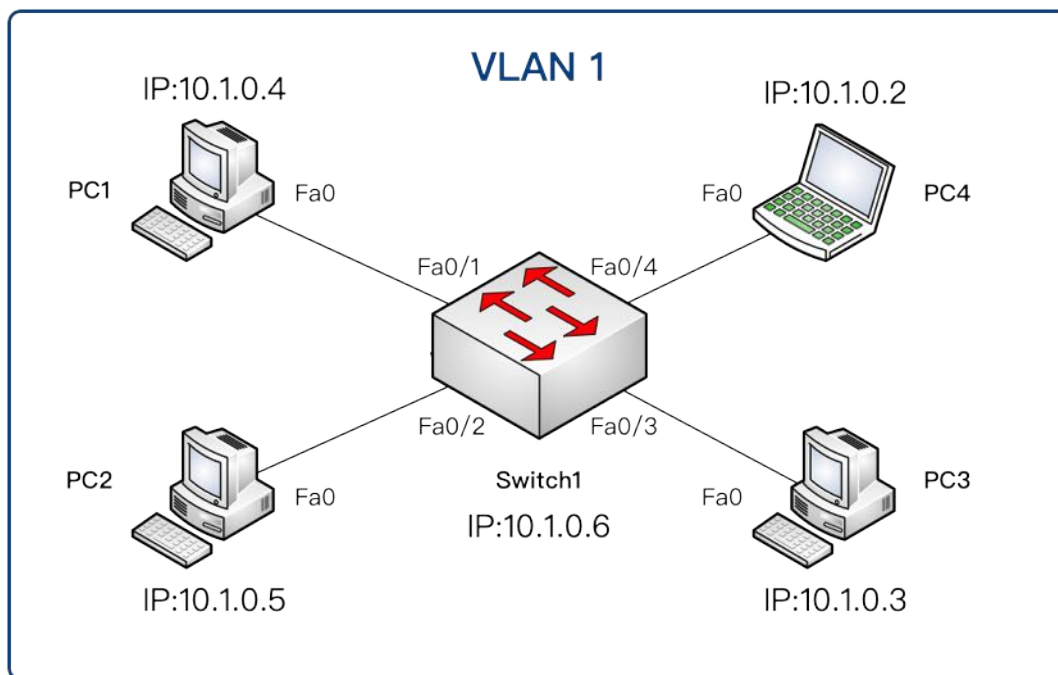 VLAN 1
IP:10.1.0.4
IP:10.1.0.2
PC1
Fa0
Fa0
PC4
Fa0/1
Fa0/4
Fa0/2
Fa0/3
PC2
Fa0
Switch1
Fa0
PC3
IP:10.1.0.6
IP:10.1.0.5
IP:10.1.0.3